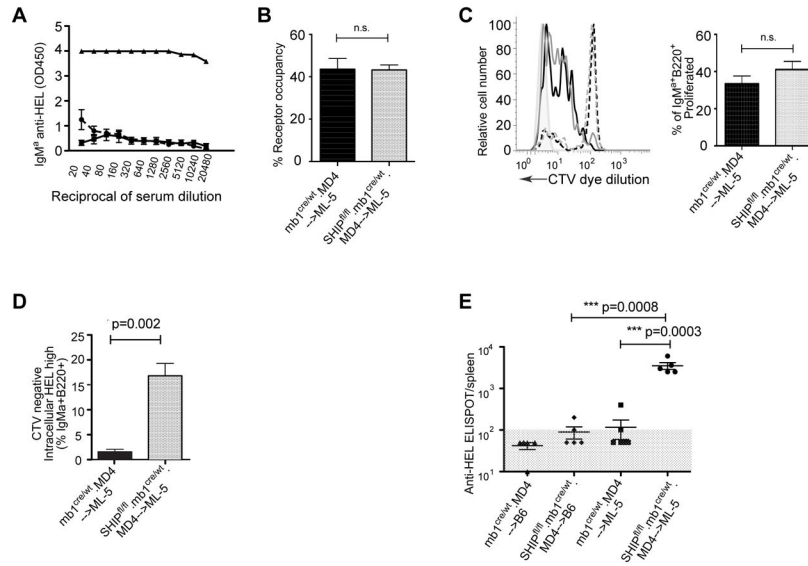 A
IgMᵃ anti-HEL (OD450)
5
4
3
2
1
0
20
40
80
160
320
640
1280
2560
5120
10240
20480
Reciprocal of serum dilution
B
% Receptor occupancy
n.s.
60
40
20
0
mb1ᶜʳᵉ/ʷᵗ.MD4
-->ML-5
SHIPᶠˡ/ᶠˡ.mb1ᶜʳᵉ/ʷᵗ.
MD4-->ML-5
C
Relative cell number
100
80
60
40
20
0
10⁰
10¹
10²
10³
CTV dye dilution
% of IgMᵃ⁺B220⁺
Proliferated
n.s.
60
40
20
0
mb1ᶜʳᵉ/ʷᵗ.MD4
-->ML-5
SHIPᶠˡ/ᶠˡ.mb1ᶜʳᵉ/ʷᵗ.
MD4-->ML-5
D
CTV negative
Intracellular HEL high
(% IgMa+B220+)
p=0.002
25
20
15
10
5
0
mb1ᶜʳᵉ/ʷᵗ.MD4
-->ML-5
SHIPᶠˡ/ᶠˡ.mb1ᶜʳᵉ/ʷᵗ.
MD4-->ML-5
E
Anti-HEL ELISPOT/spleen
*** p=0.0008
*** p=0.0003
10⁴
10³
10²
10¹
mb1ᶜʳᵉ/ʷᵗ.MD4
-->B6
SHIPᶠˡ/ᶠˡ.mb1ᶜʳᵉ/ʷᵗ.
MD4-->B6
mb1ᶜʳᵉ/ʷᵗ.MD4
-->ML-5
SHIPᶠˡ/ᶠˡ.mb1ᶜʳᵉ/ʷᵗ.
MD4-->ML-5